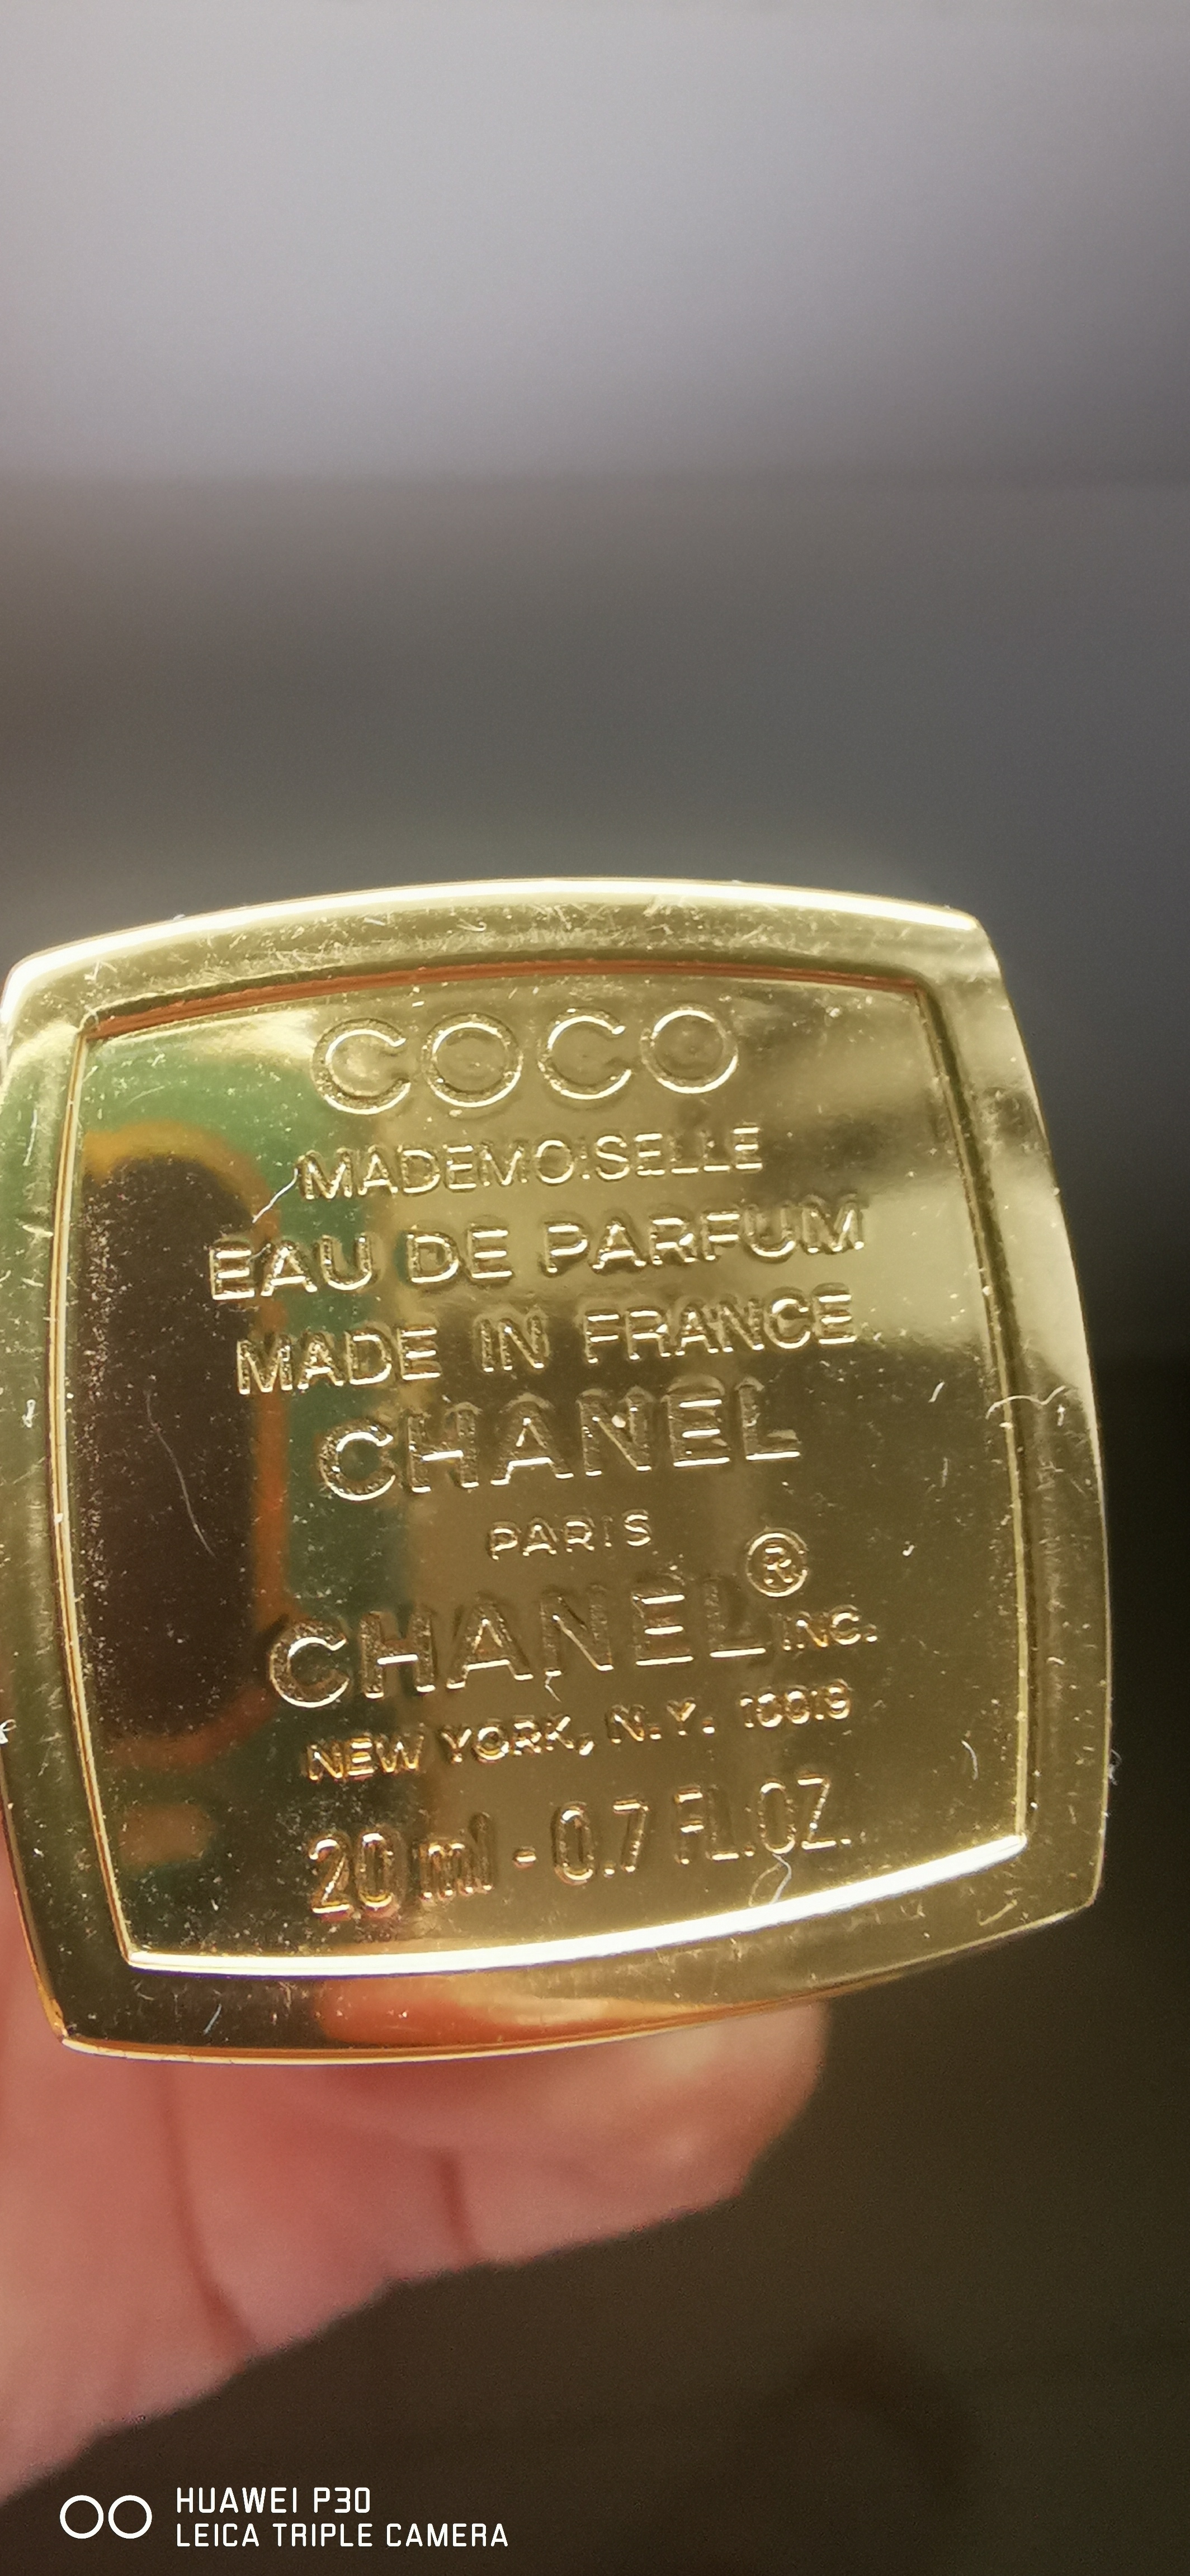 COCO
MADEMOISELLE
EAU DE PARFUM
MADE IN FRANCE
CHANEL
PARIS
CHANEL® INC.
NEW YORK, N.Y. 10019
20 ml - 0.7 FL.OZ.
HUAWEI P30
LEICA TRIPLE CAMERA